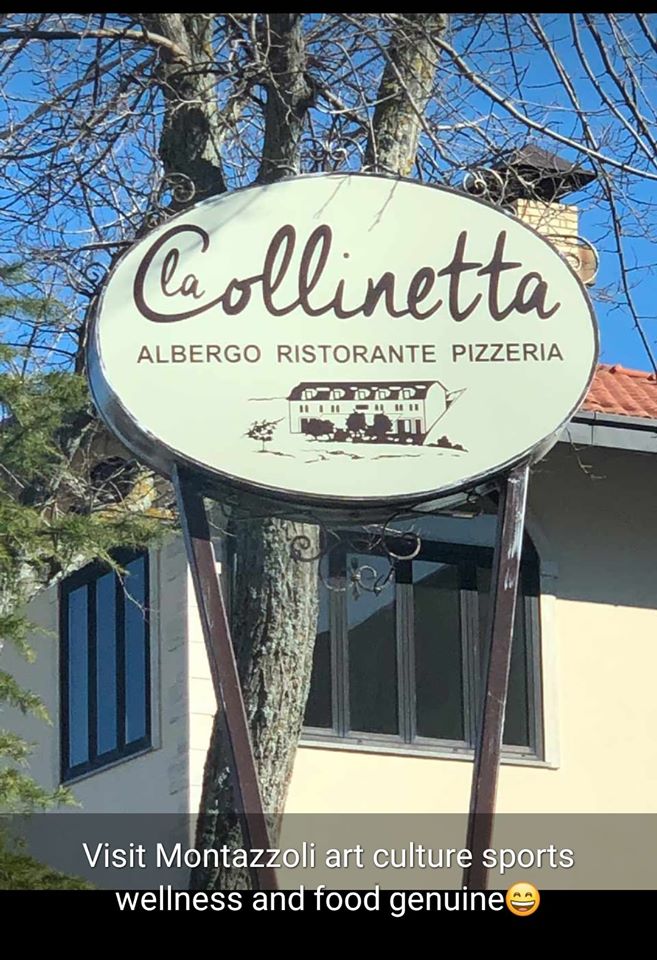 la Collinetta
ALBERGO RISTORANTE PIZZERIA
Visit Montazzoli art culture sports
wellness and food genuine😄